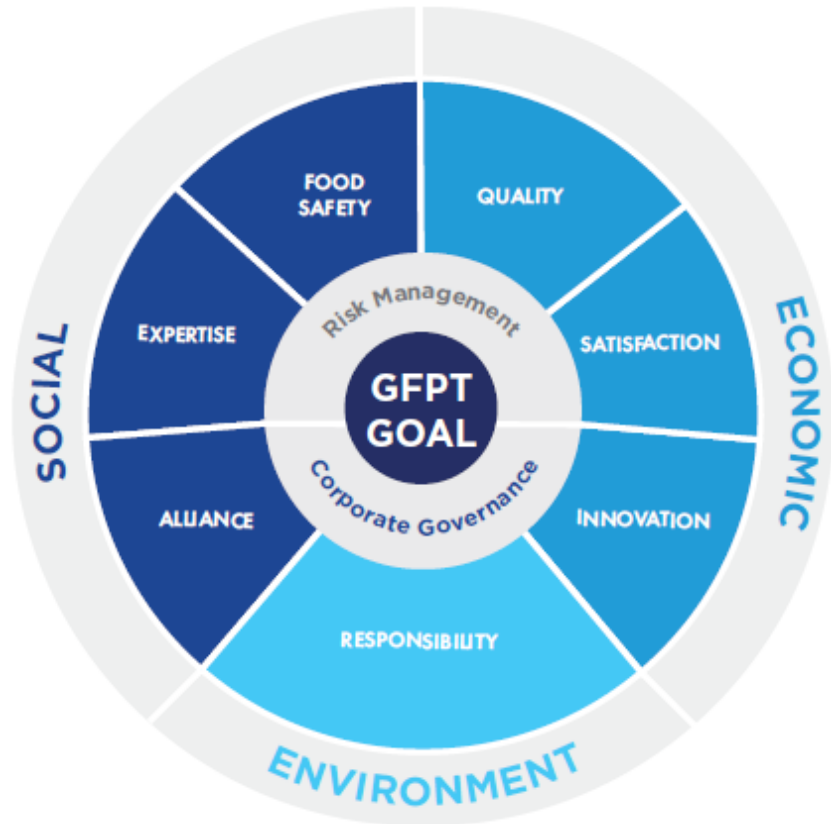 FOOD
SAFETY
QUALITY
EXPERTISE
Risk Management
SATISFACTION
GFPT
GOAL
SOCIAL
ECONOMIC
Corporate Governance
ALLIANCE
INNOVATION
RESPONSIBILITY
ENVIRONMENT